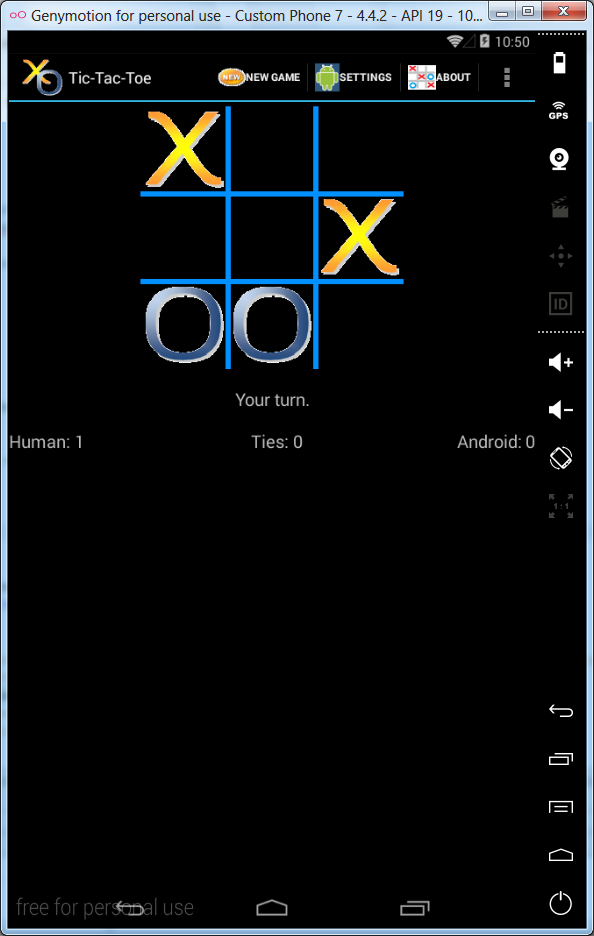 Genymotion for personal use - Custom Phone 7 - 4.4.2 - API 19 - 10...
10:50
Tic-Tac-Toe
NEW NEW GAME
SETTINGS
ABOUT
GPS
X
X
ID
O O
Your turn.
Human: 1 Ties: 0 Android: 0
1:1
free for personal use